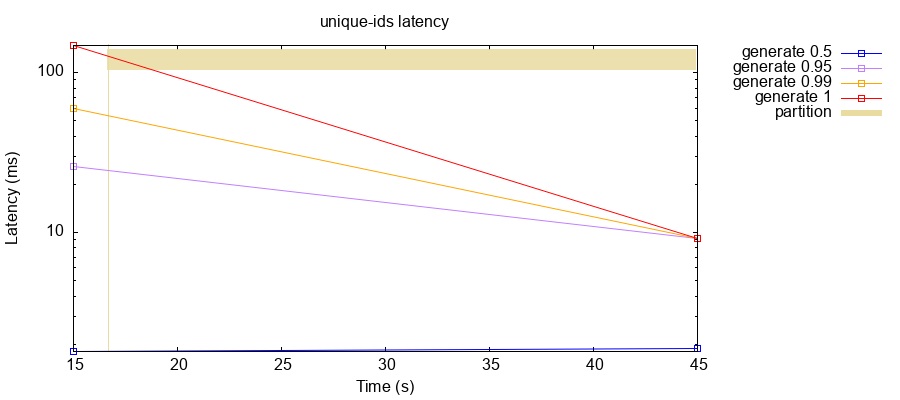 unique-ids latency
generate 0.5
generate 0.95
generate 0.99
generate 1
partition
Latency (ms)
100
10
15 20 25 30 35 40 45
Time (s)